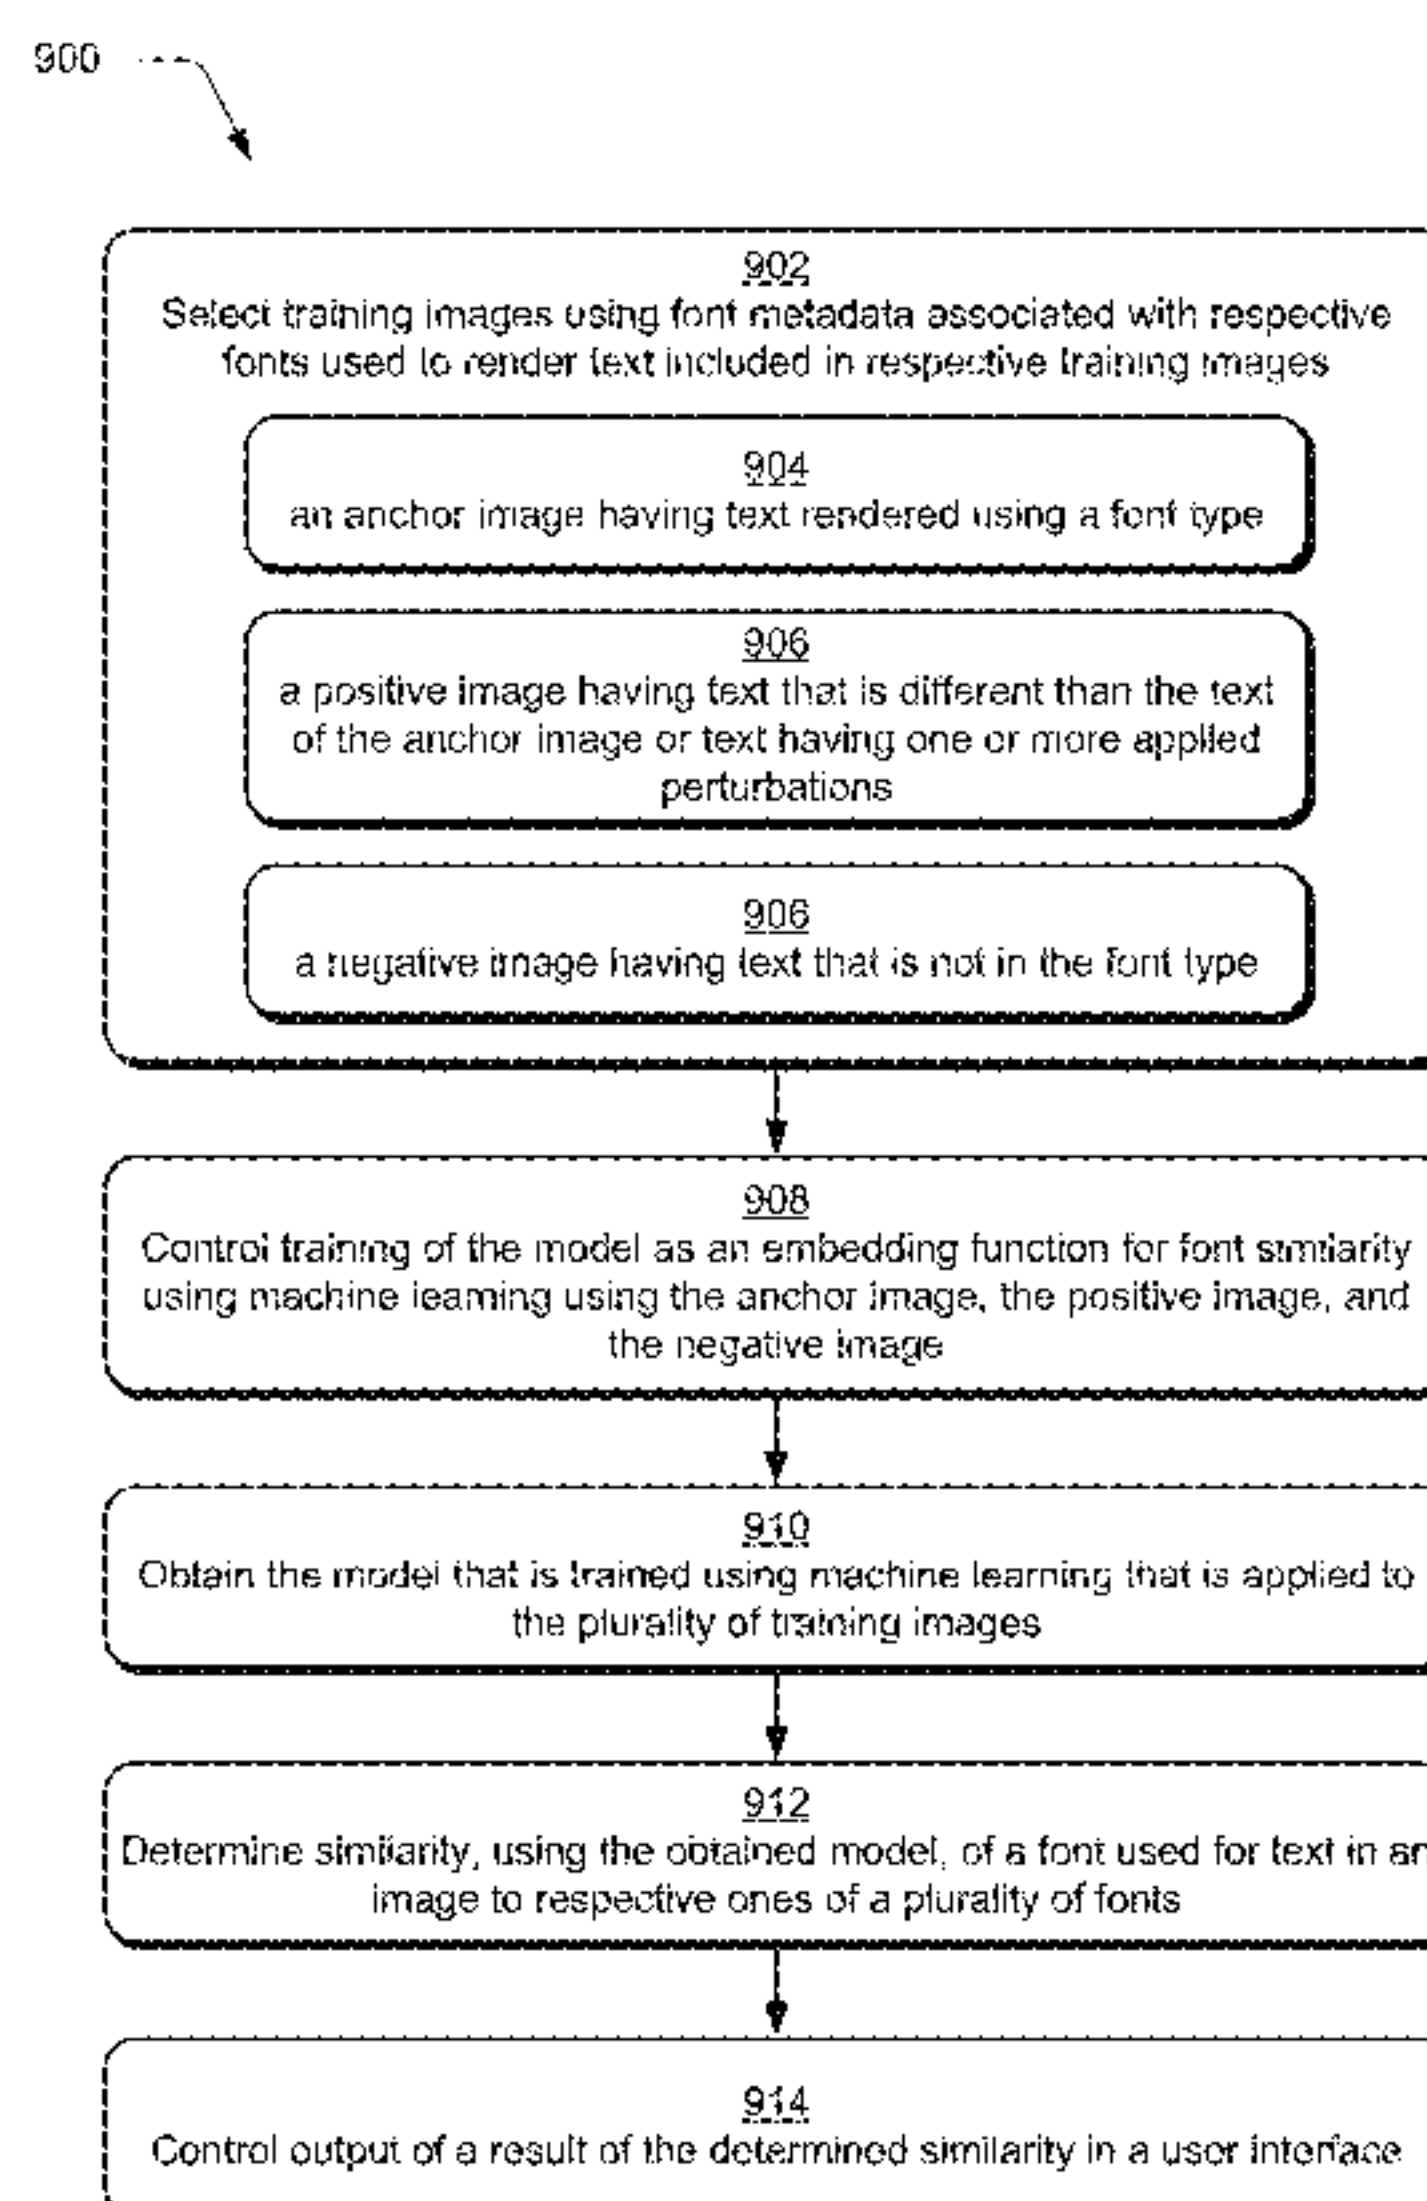 900
902
Select training images using font metadata associated with respective
fonts used to render text included in respective training images
904
an anchor image having text rendered using a font type
906
a positive image having text that is different than the text
of the anchor image or text having one or more applied
perturbations
906
a negative image having text that is not in the font type
908
Control training of the model as an embedding function for font similarity
using machine learning using the anchor image, the positive image, and
the negative image
910
Obtain the model that is trained using machine learning that is applied to
the plurality of training images
912
Determine similarity, using the obtained model, of a font used for text in an
image to respective ones of a plurality of fonts
914
Control output of a result of the determined similarity in a user interface